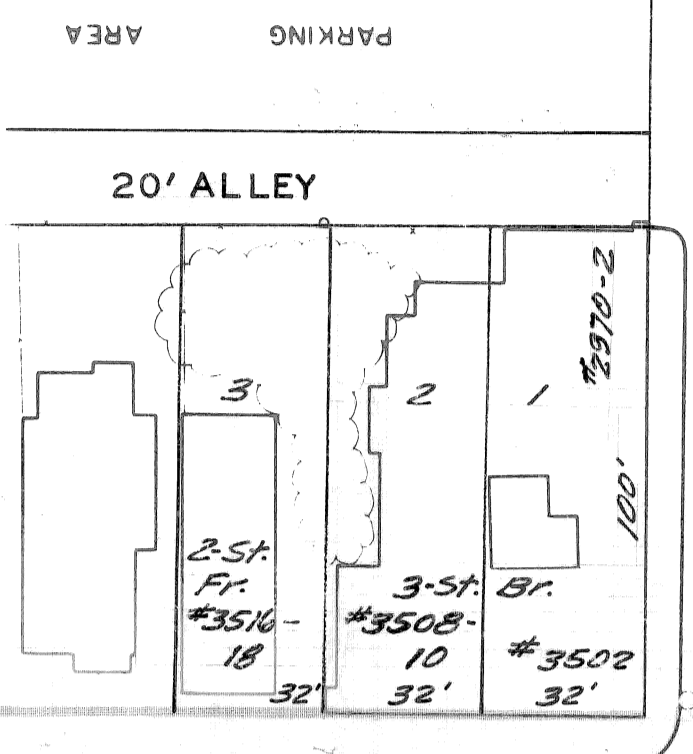 PARKING AREA
20' ALLEY
#2970-2
3
2
1
100'
2-St.
Fr.
#3516-
18
32'
3-St. Br.
#3508-
10
32'
#3502
32'